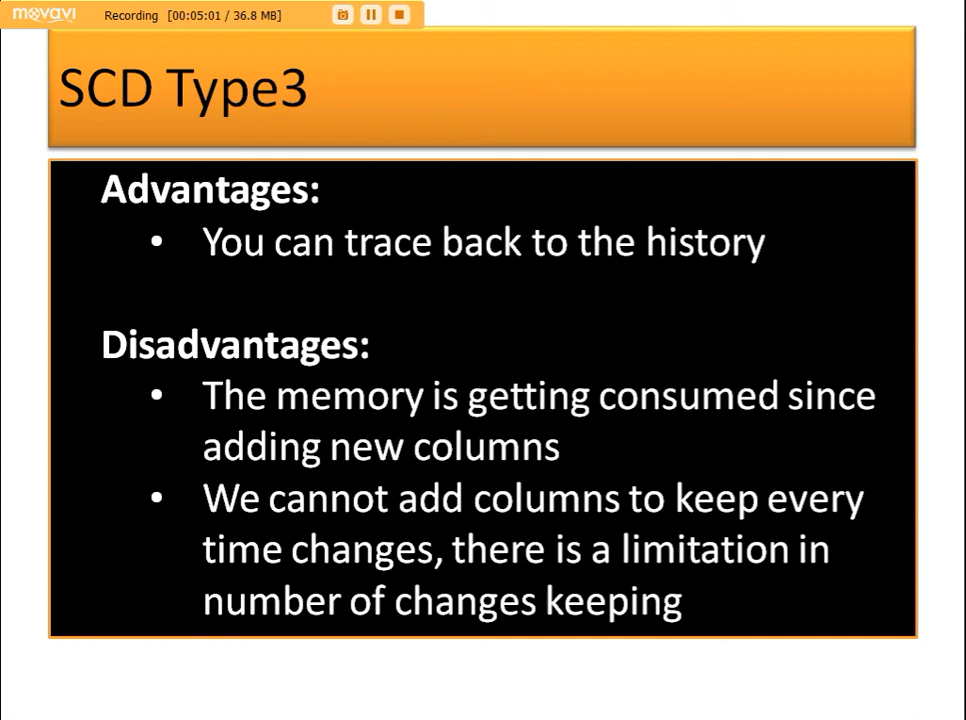 movavi Recording [00:05:01 / 36.8 MB]
SCD Type3
Advantages:
• You can trace back to the history
Disadvantages:
• The memory is getting consumed since
adding new columns
• We cannot add columns to keep every
time changes, there is a limitation in
number of changes keeping